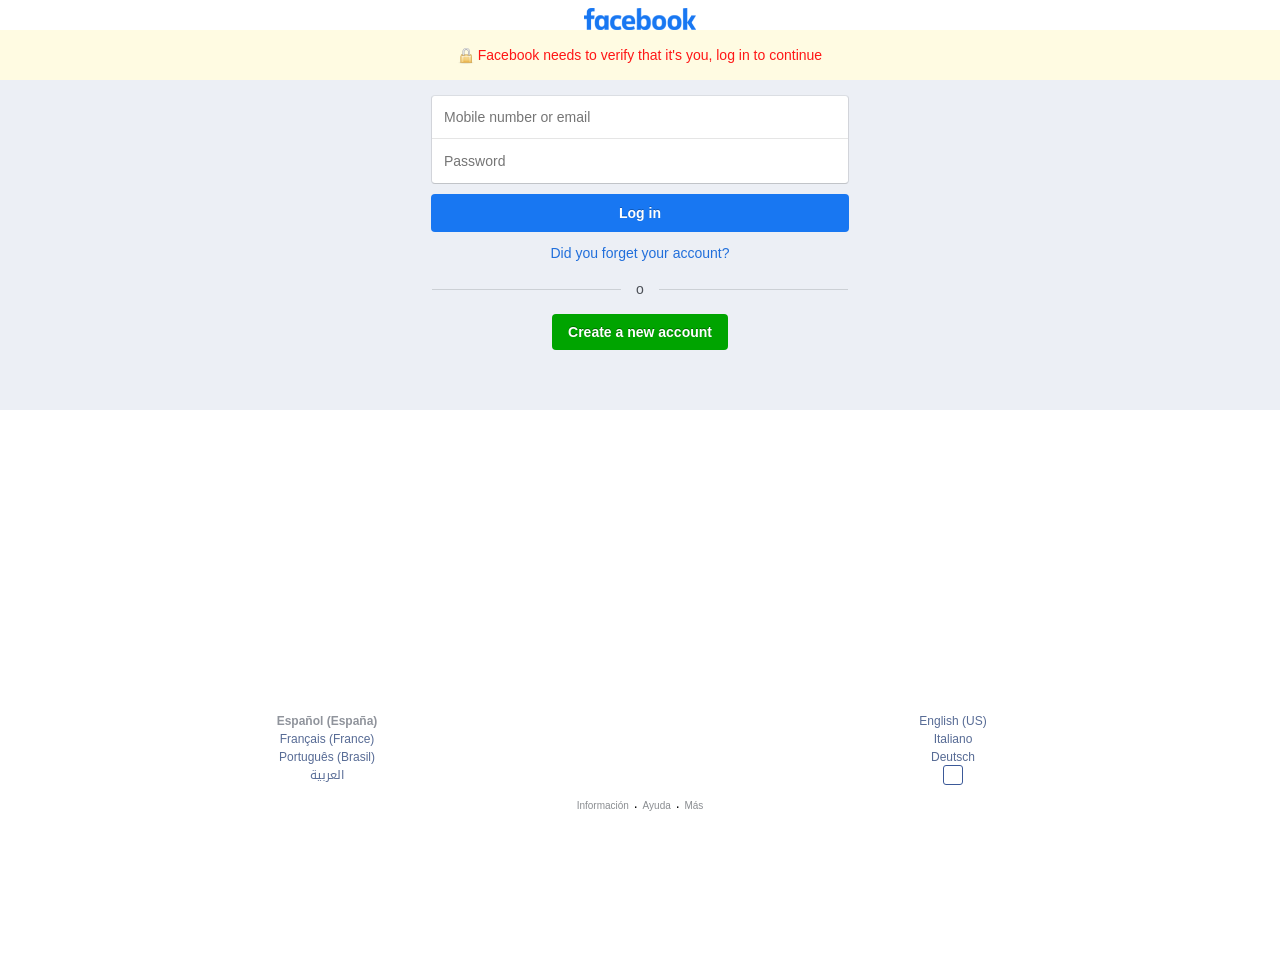 facebook
Facebook needs to verify that it's you, log in to continue
Mobile number or email
Password
Log in
Did you forget your account?
o
Create a new account
Español (España)
English (US)
Français (France)
Italiano
Português (Brasil)
Deutsch
العربية
Información · Ayuda · Más